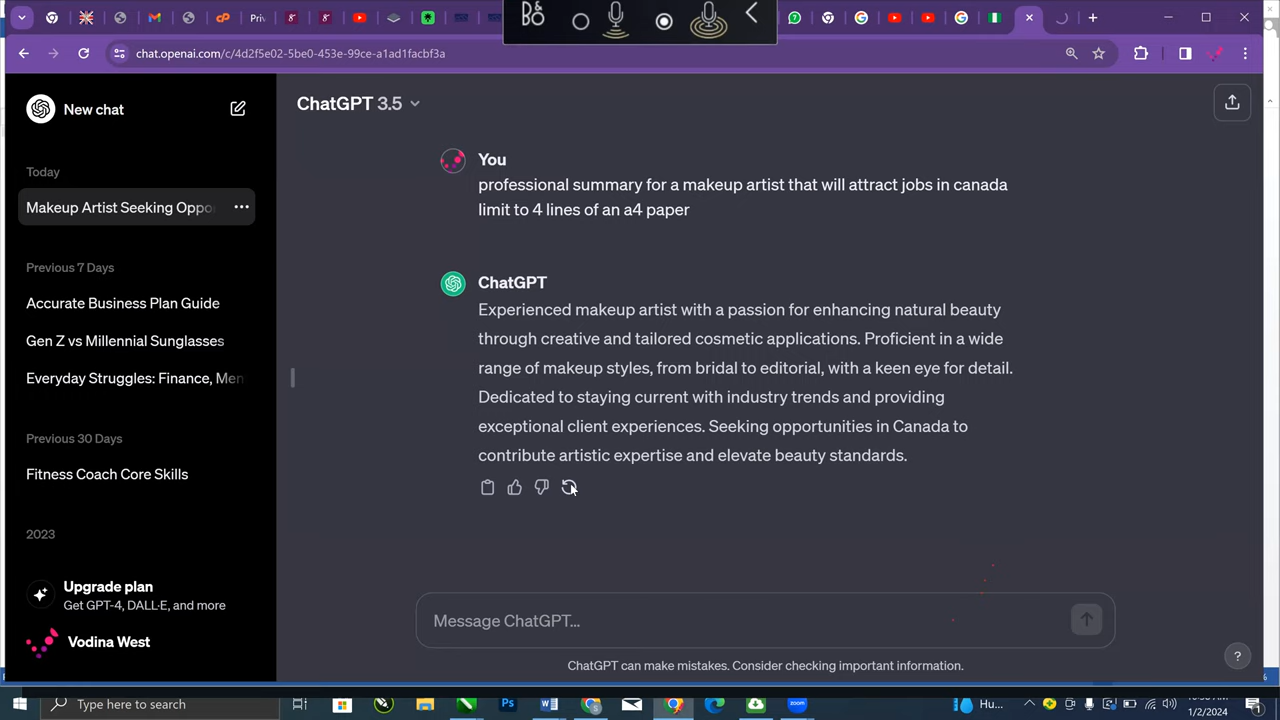 B&O
Priv
chat.openai.com/c/4d2f5e02-5be0-453e-99ce-a1ad1facbf3a
New chat
ChatGPT 3.5
Today
Makeup Artist Seeking Oppo
Previous 7 Days
Accurate Business Plan Guide
Gen Z vs Millennial Sunglasses
Everyday Struggles: Finance, Men
Previous 30 Days
Fitness Coach Core Skills
2023
Upgrade plan
Get GPT-4, DALL·E, and more
Vodina West
You
professional summary for a makeup artist that will attract jobs in canada
limit to 4 lines of an a4 paper
ChatGPT
Experienced makeup artist with a passion for enhancing natural beauty
through creative and tailored cosmetic applications. Proficient in a wide
range of makeup styles, from bridal to editorial, with a keen eye for detail.
Dedicated to staying current with industry trends and providing
exceptional client experiences. Seeking opportunities in Canada to
contribute artistic expertise and elevate beauty standards.
Message ChatGPT...
ChatGPT can make mistakes. Consider checking important information.
?
Type here to search
Ps
zoom
Hu...
1/2/2024